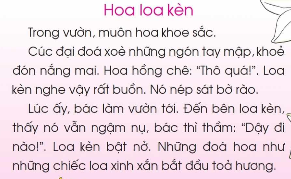 Hoa loa kèn
Trong vườn, muôn hoa khoe sắc.
Cúc đại đoá xoè những ngón tay mập, khoẻ
đón nắng mai. Hoa hồng chê: “Thô quá!”. Loa
kèn nghe vậy rất buồn. Nó nép sát bờ rào.
Lúc ấy, bác làm vườn tới. Đến bên loa kèn,
thấy nó vẫn ngậm nụ, bác thì thầm: “Dậy đi
nào!”. Loa kèn bật nở. Những đoá hoa như
những chiếc loa xinh xắn bắt đầu toả hương.